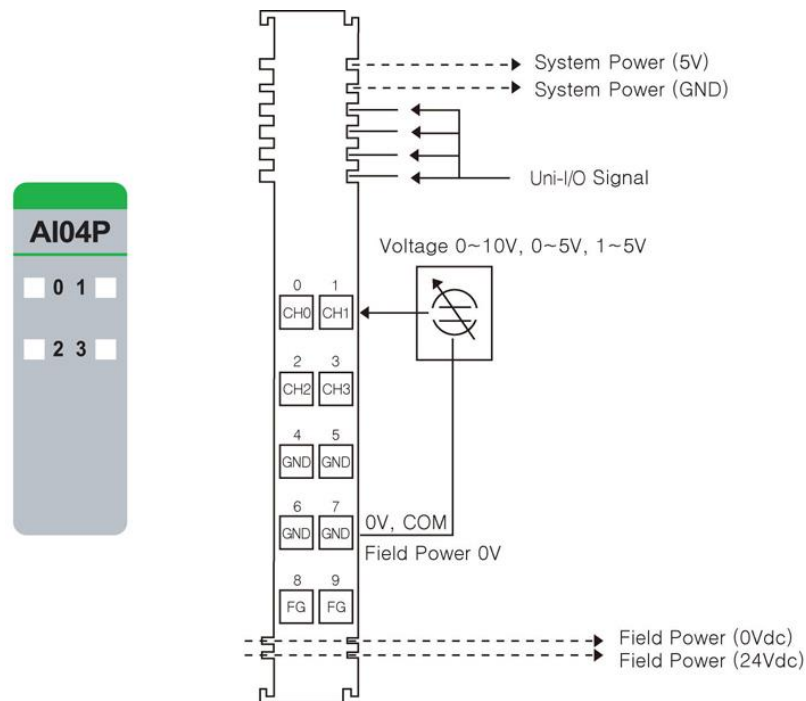 System Power (5V)
System Power (GND)
Uni-I/O Signal
AI04P
0 1
2 3
Voltage 0~10V, 0~5V, 1~5V
0 1
CH0 CH1
2 3
CH2 CH3
4 5
GND GND
6 7
GND GND
0V, COM
Field Power 0V
8 9
FG FG
Field Power (0Vdc)
Field Power (24Vdc)